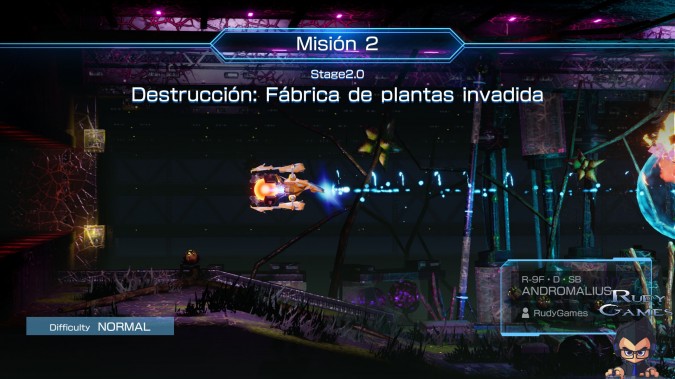 Misión 2
Stage2.0
Destrucción: Fábrica de plantas invadida
R-9F・D・SB
ANDROMALIUS
RudyGames
RUDY
GAMES
Difficulty NORMAL